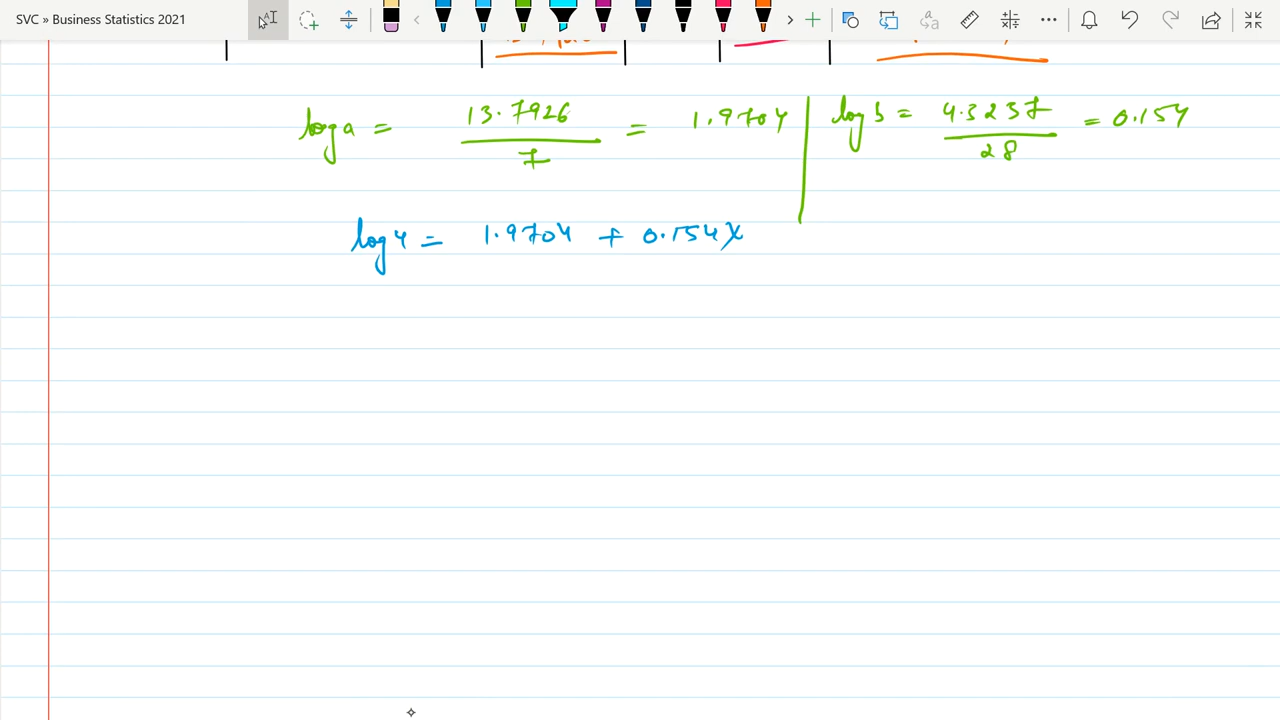 SVC » Business Statistics 2021
log a = 13.7926 / 7 = 1.9704 | log b = 4.3237 / 28 = 0.154
log y = 1.9704 + 0.154x